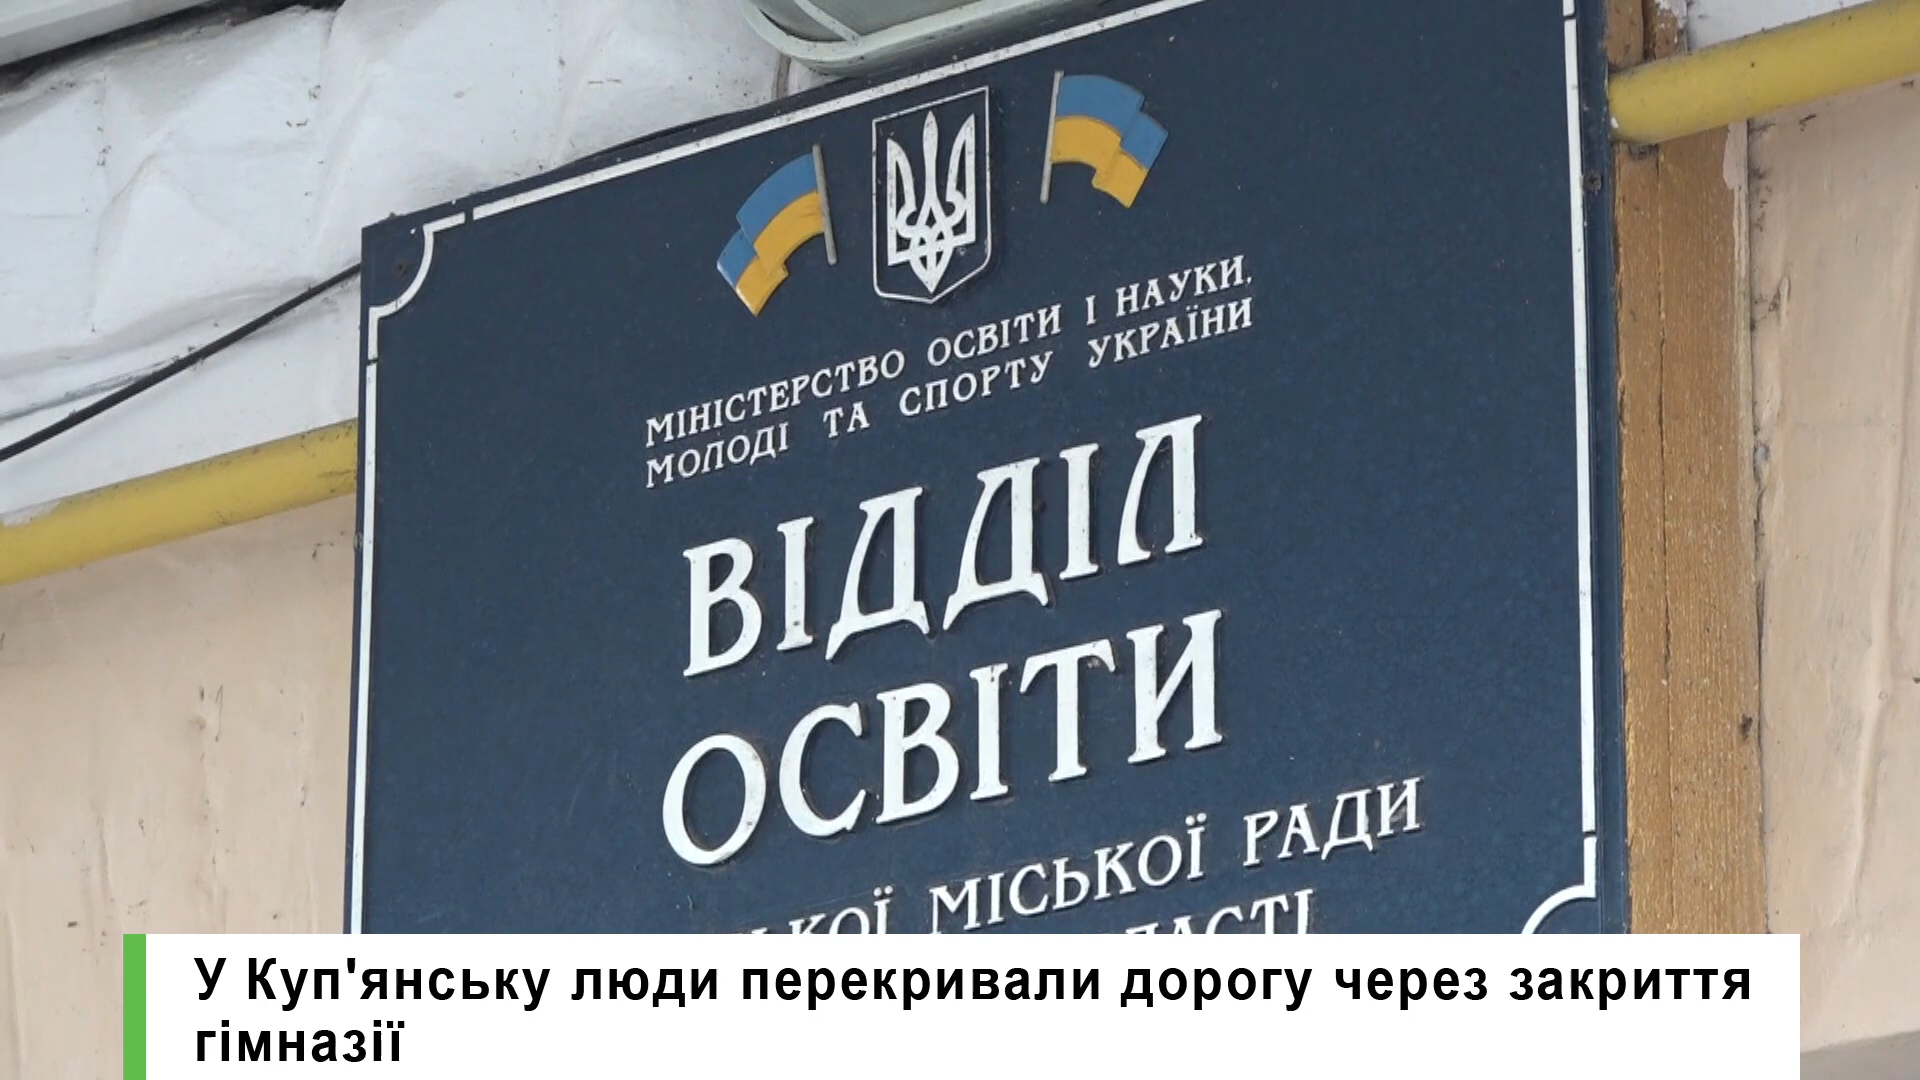 МІНІСТЕРСТВО ОСВІТИ І НАУКИ,
МОЛОДІ ТА СПОРТУ УКРАЇНИ
ВІДДІЛ
ОСВІТИ
МІСЬКОЇ РАДИ
У Куп'янську люди перекривали дорогу через закриття
гімназії